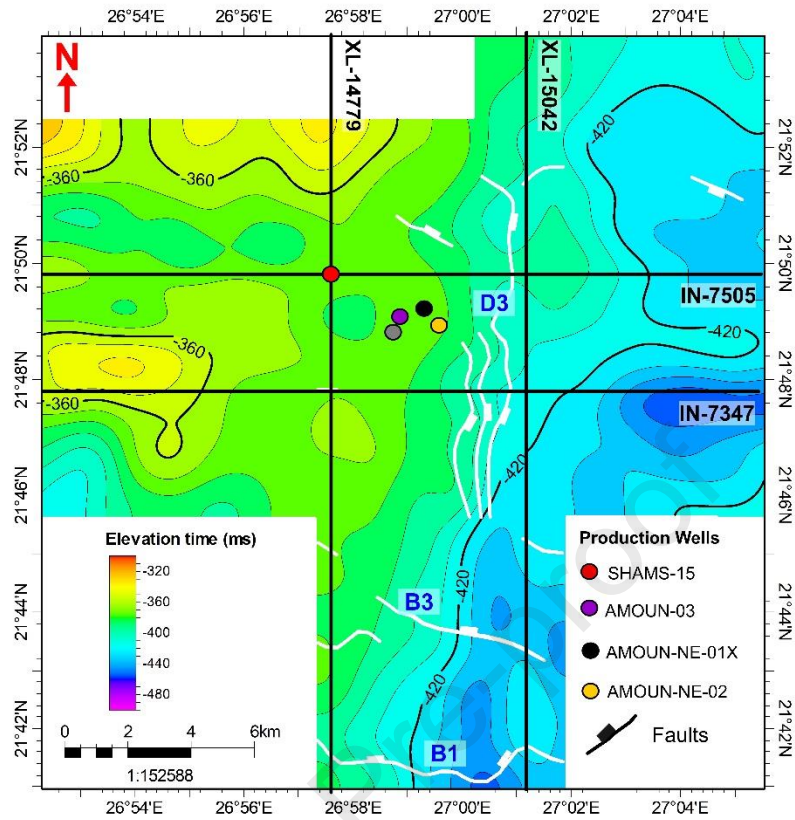 26°54'E 26°56'E 26°58'E 27°00'E 27°02'E 27°04'E
N
XL-14779
XL-15042
21°52'N 21°52'N
-420
-360
-360
21°50'N 21°50'N
IN-7505
D3
-420
-360
21°48'N 21°48'N
-360
IN-7347
-420
21°46'N 21°46'N
Elevation time (ms)
-320
-360
-400
-440
-480
Production Wells
SHAMS-15
AMOUN-03
AMOUN-NE-01X
AMOUN-NE-02
Faults
-420
B3
21°44'N 21°44'N
-420
0 2 4 6km
1:152588
21°42'N 21°42'N
B1
Pre-proof
26°54'E 26°56'E 26°58'E 27°00'E 27°02'E 27°04'E